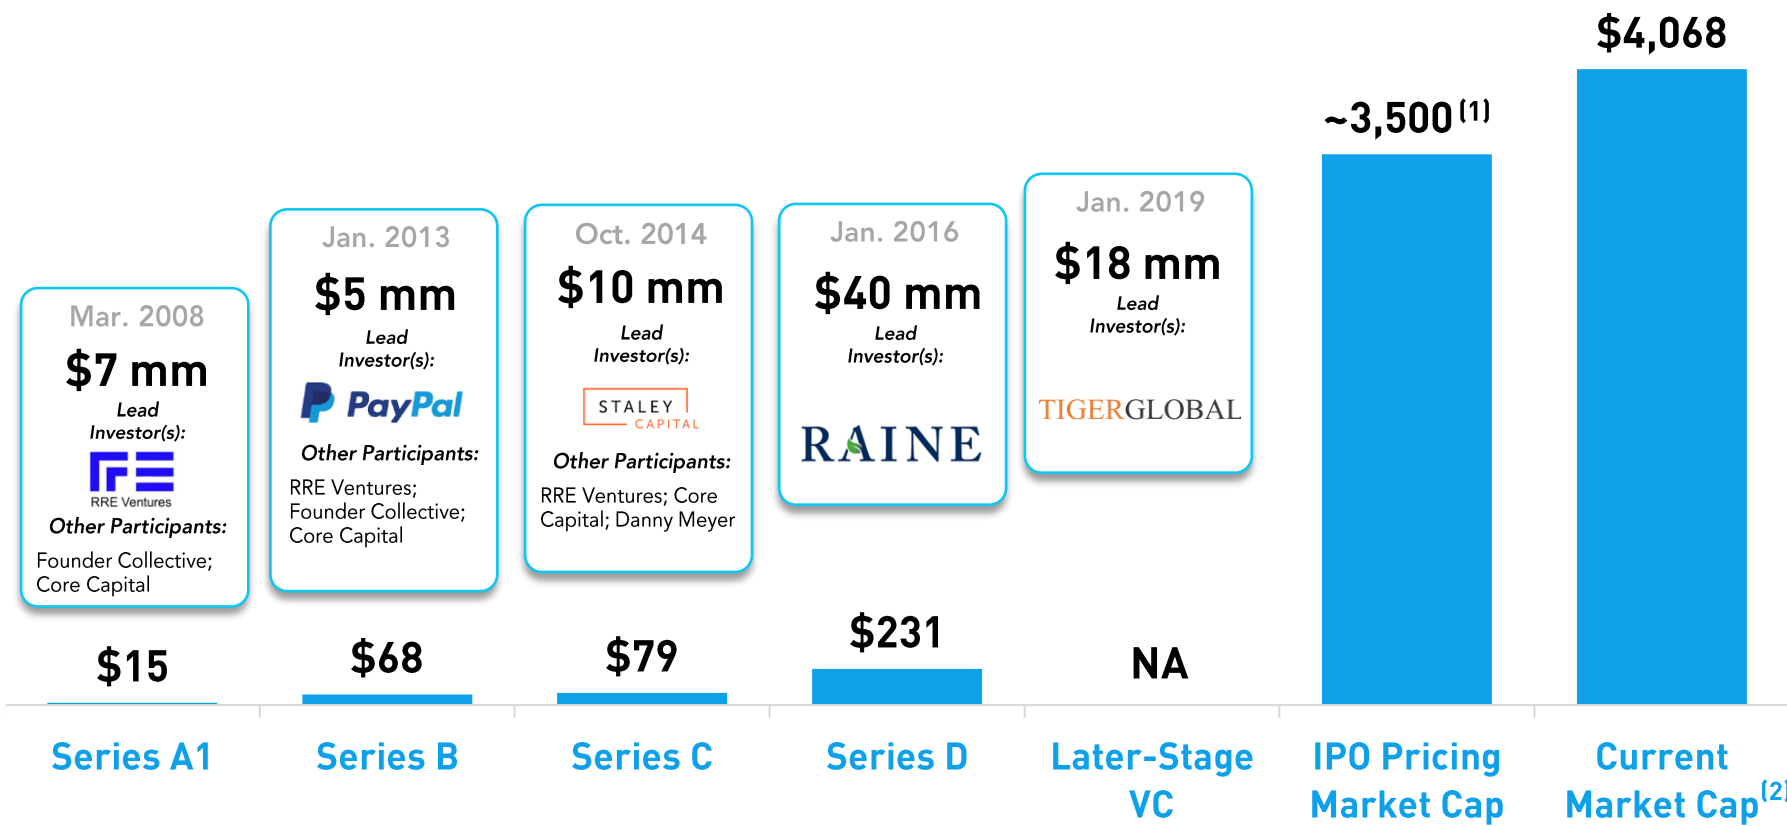 Mar. 2008
$7 mm
Lead
Investor(s):
RRE Ventures
Other Participants:
Founder Collective;
Core Capital
$15
Series A1
Jan. 2013
$5 mm
Lead
Investor(s):
PayPal
Other Participants:
RRE Ventures;
Founder Collective;
Core Capital
$68
Series B
Oct. 2014
$10 mm
Lead
Investor(s):
STALEY
CAPITAL
Other Participants:
RRE Ventures; Core
Capital; Danny Meyer
$79
Series C
Jan. 2016
$40 mm
Lead
Investor(s):
RAINE
$231
Series D
Jan. 2019
$18 mm
Lead
Investor(s):
TIGERGLOBAL
NA
Later-Stage
VC
~3,500(1)
IPO Pricing
Market Cap
$4,068
Current
Market Cap(2)